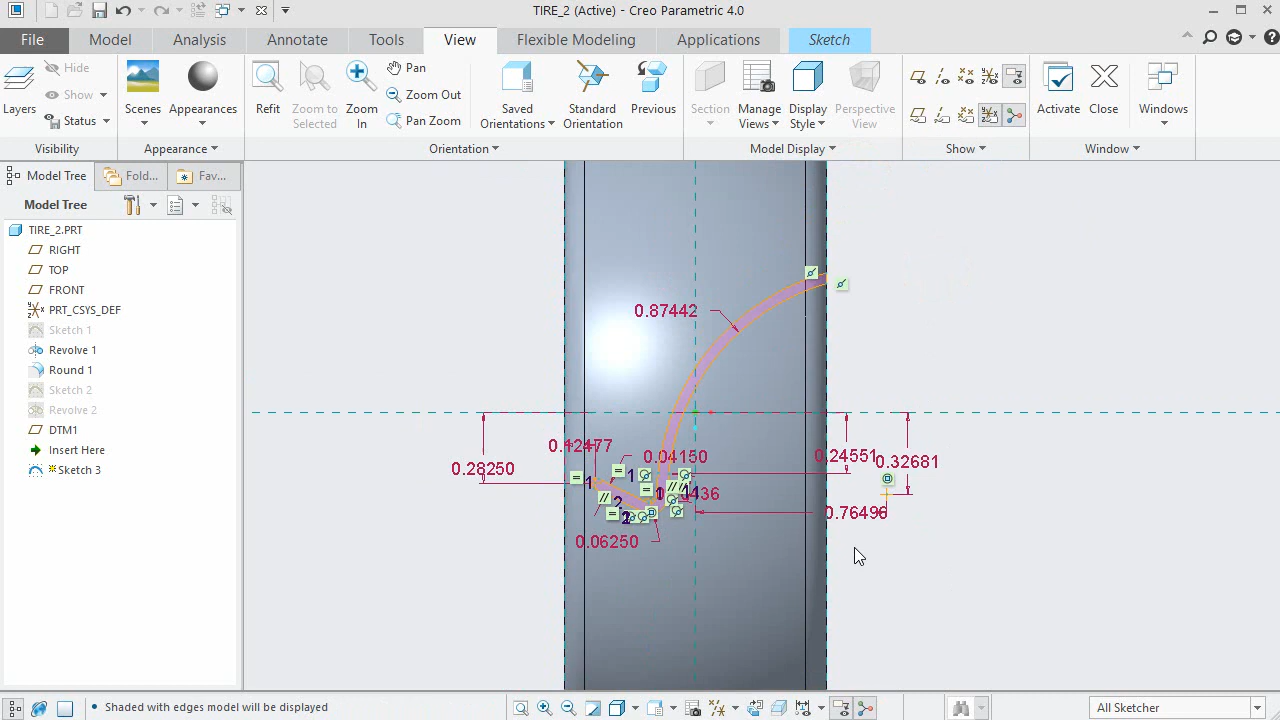 TIRE_2 (Active) - Creo Parametric 4.0
File Model Analysis Annotate Tools View Flexible Modeling Applications Sketch
Layers
Hide
Show
Status
Visibility
Scenes
Appearances
Appearance
Refit
Zoom to Selected
Zoom In
Pan
Zoom Out
Pan Zoom
Saved Orientations
Standard Orientation
Previous
Orientation
Section
Manage Views
Display Style
Perspective View
Model Display
Show
Activate
Close
Windows
Window
Model Tree Fold... Fav...
Model Tree
TIRE_2.PRT
RIGHT
TOP
FRONT
PRT_CSYS_DEF
Sketch 1
Revolve 1
Round 1
Sketch 2
Revolve 2
DTM1
Insert Here
Sketch 3
0.87442
0.12477
0.04150
0.24551
0.32681
0.28250
0.76496
0.06250
Shaded with edges model will be displayed
All Sketcher